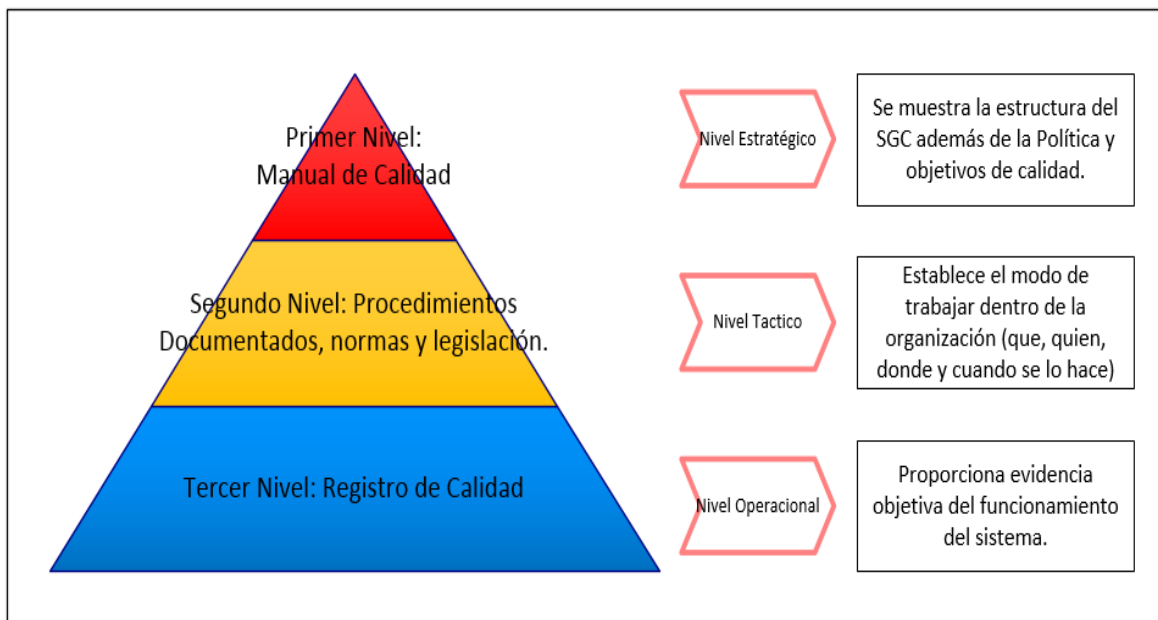 Primer Nivel:
Manual de Calidad
Nivel Estratégico
Se muestra la estructura del
SGC además de la Política y
objetivos de calidad.
Segundo Nivel: Procedimientos
Documentados, normas y legislación.
Nivel Tactico
Establece el modo de
trabajar dentro de la
organización (que, quien,
donde y cuando se lo hace)
Tercer Nivel: Registro de Calidad
Nivel Operacional
Proporciona evidencia
objetiva del funcionamiento
del sistema.